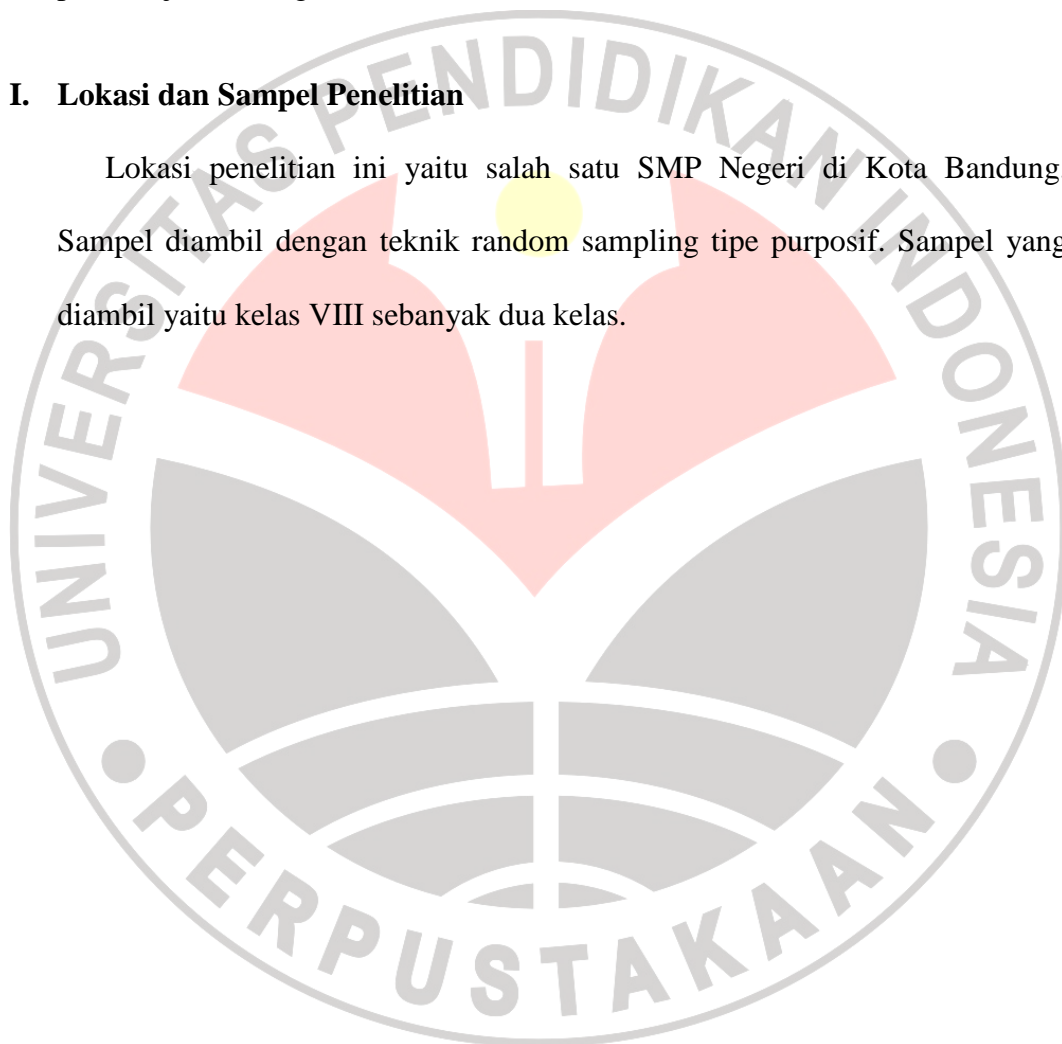 I. Lokasi dan Sampel Penelitian
Lokasi penelitian ini yaitu salah satu SMP Negeri di Kota Bandung
Sampel diambil dengan teknik random sampling tipe purposif. Sampel yang
diambil yaitu kelas VIII sebanyak dua kelas.
UNIVERSITAS PENDIDIKAN INDONESIA
PERPUSTAKAAN